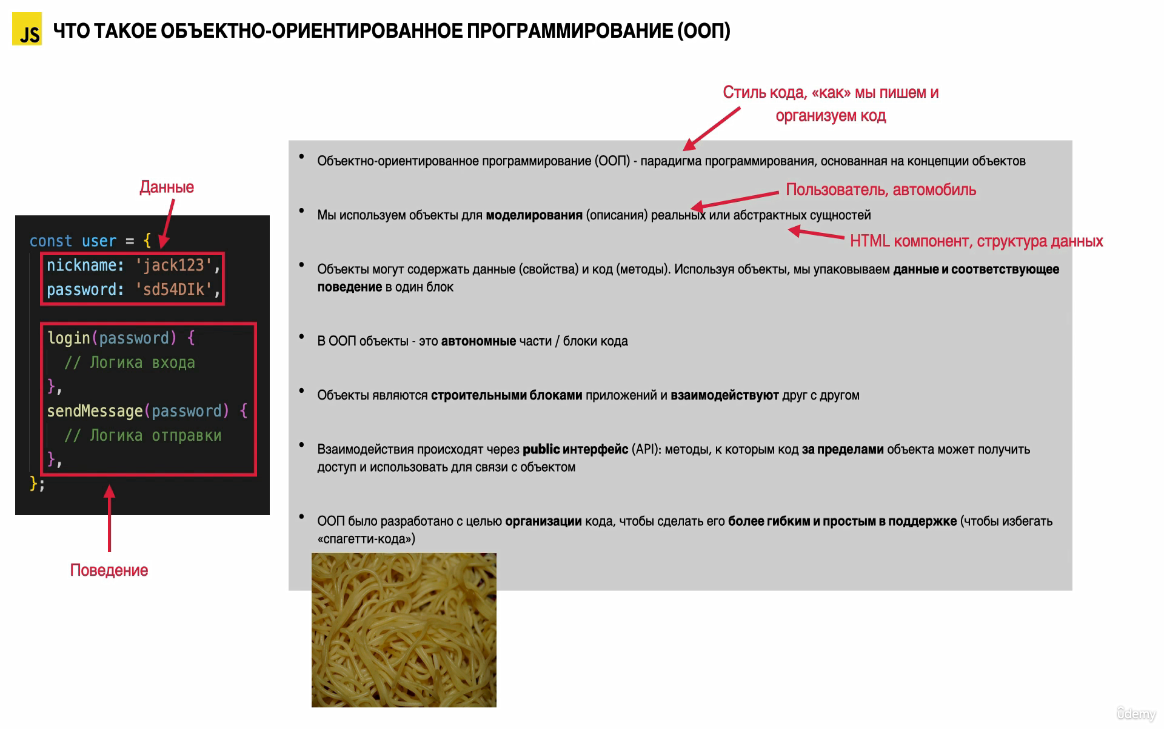 JS ЧТО ТАКОЕ ОБЪЕКТНО-ОРИЕНТИРОВАННОЕ ПРОГРАММИРОВАНИЕ (ООП)
Стиль кода, «как» мы пишем и
организуем код
• Объектно-ориентированное программирование (ООП) - парадигма программирования, основанная на концепции объектов
Пользователь, автомобиль
• Мы используем объекты для моделирования (описания) реальных или абстрактных сущностей
HTML компонент, структура данных
• Объекты могут содержать данные (свойства) и код (методы). Используя объекты, мы упаковываем данные и соответствующее
поведение в один блок
• В ООП объекты - это автономные части / блоки кода
• Объекты являются строительными блоками приложений и взаимодействуют друг с другом
• Взаимодействия происходят через public интерфейс (API): методы, к которым код за пределами объекта может получить
доступ и использовать для связи с объектом
• ООП было разработано с целью организации кода, чтобы сделать его более гибким и простым в поддержке (чтобы избегать
«спагетти-кода»)
Данные
const user = {
nickname: 'jack123',
password: 'sd54DIk',
login(password) {
// Логика входа
},
sendMessage(password) {
// Логика отправки
},
};
Поведение
ûdemy